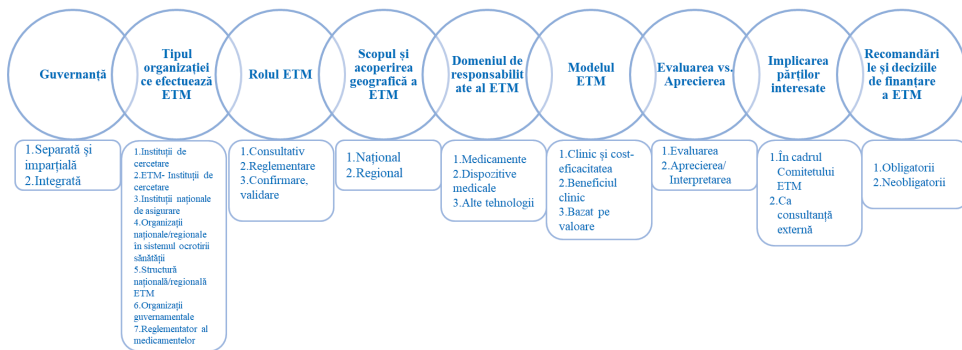 Guvernanță
1.Separată și
imparțială
2.Integrată
Tipul
organizației
ce efectuează
ETM
1.Instituții de
cercetare
2.ETM- Instituții de
cercetare
3.Instituții naționale
de asigurare
4.Organizații
naționale/regionale
în sistemul ocrotirii
sănătății
5.Structură
națională/regională
ETM
6.Organizații
guvernamentale
7.Reglementator al
medicamentelor
Rolul ETM
1.Consultativ
2.Reglementare
3.Confirmare,
validare
Scopul și
acoperirea
geografică a
ETM
1.Național
2.Regional
Domeniul de
responsabilit
ate al ETM
1.Medicamente
2.Dispozitive
medicale
3.Alte tehnologii
Modelul
ETM
1.Clinic și cost-
eficacitatea
2.Beneficiul
clinic
3.Bazat pe
valoare
Evaluarea vs.
Aprecierea
1.Evaluarea
2.Aprecierea/
Interpretarea
Implicarea
părților
interesate
1.În cadrul
Comitetului
ETM
2.Ca
consultanță
externă
Recomandări
le și deciziile
de finanțare
a ETM
1.Obligatorii
2.Neobligatorii